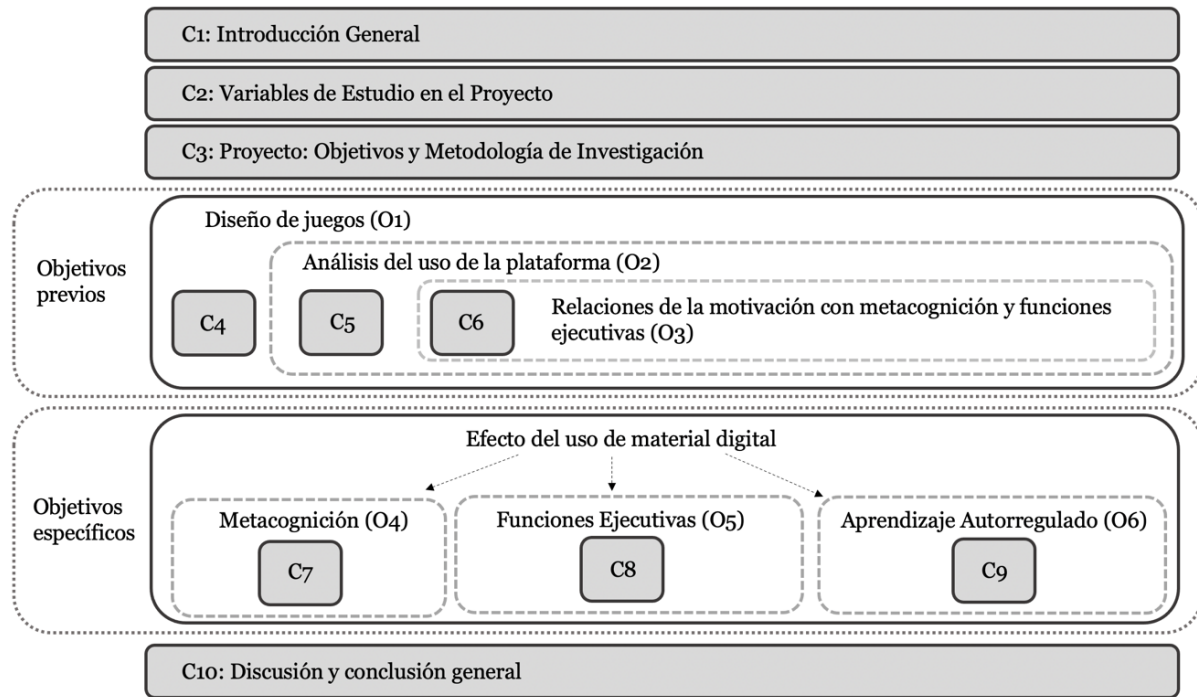 C1: Introducción General
C2: Variables de Estudio en el Proyecto
C3: Proyecto: Objetivos y Metodología de Investigación
Objetivos
previos
Diseño de juegos (O1)
Análisis del uso de la plataforma (O2)
Relaciones de la motivación con metacognición y funciones
ejecutivas (O3)
C4
C5
C6
Objetivos
específicos
Efecto del uso de material digital
Metacognición (O4)
C7
Funciones Ejecutivas (O5)
C8
Aprendizaje Autorregulado (O6)
C9
C10: Discusión y conclusión general